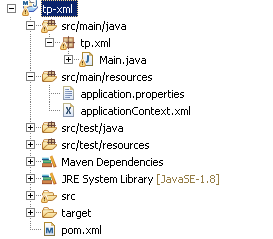 tp-xml
src/main/java
tp.xml
Main.java
src/main/resources
application.properties
applicationContext.xml
src/test/java
src/test/resources
Maven Dependencies
JRE System Library [JavaSE-1.8]
src
target
pom.xml